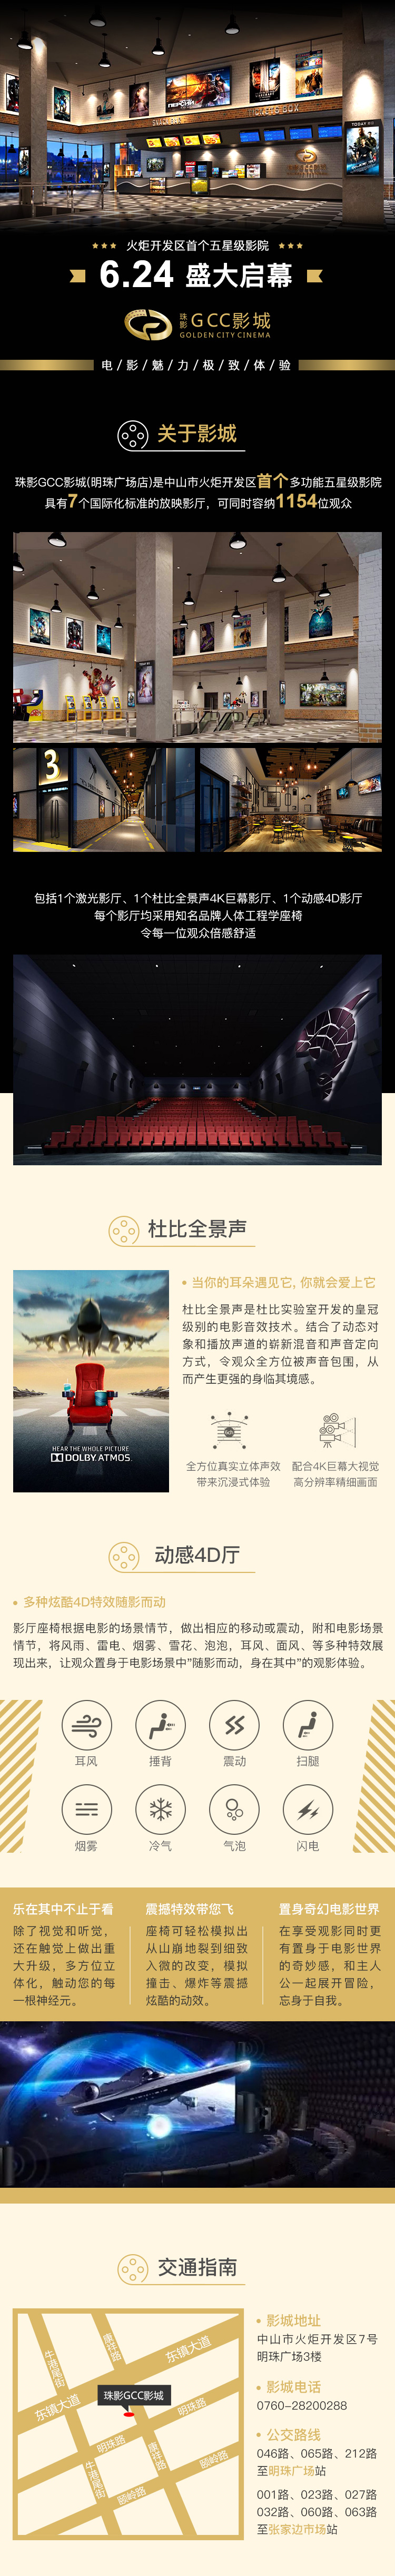 SNACK BAR
TICKETS BOX
TODAY
火炬开发区首个五星级影院
6.24 盛大启幕
珠影 GCC影城
GOLDEN CITY CINEMA
电/影/魅/力/极/致/体/验
关于影城
珠影GCC影城(明珠广场店)是中山市火炬开发区首个多功能五星级影院
具有7个国际化标准的放映影厅，可同时容纳1154位观众
3
包括1个激光影厅、1个杜比全景声4K巨幕影厅、1个动感4D影厅
每个影厅均采用知名品牌人体工程学座椅
令每一位观众倍感舒适
杜比全景声
• 当你的耳朵遇见它, 你就会爱上它
杜比全景声是杜比实验室开发的皇冠
级别的电影音效技术。结合了动态对
象和播放声道的崭新混音和声音定向
方式，令观众全方位被声音包围，从
而产生更强的身临其境感。
HEAR THE WHOLE PICTURE
DOLBY ATMOS
全方位真实立体声效
带来沉浸式体验
配合4K巨幕大视觉
高分辨率精细画面
动感4D厅
• 多种炫酷4D特效随影而动
影厅座椅根据电影的场景情节，做出相应的移动或震动，附和电影场景
情节，将风雨、雷电、烟雾、雪花、泡泡，耳风、面风、等多种特效展
现出来，让观众置身于电影场景中”随影而动，身在其中”的观影体验。
耳风
捶背
震动
扫腿
烟雾
冷气
气泡
闪电
乐在其中不止于看
除了视觉和听觉，
还在触觉上做出重
大升级，多方位立
体化，触动您的每
一根神经元。
震撼特效带您飞
座椅可轻松模拟出
从山崩地裂到细致
入微的改变，模拟
撞击、爆炸等震撼
炫酷的动效。
置身奇幻电影世界
在享受观影同时更
有置身于电影世界
的奇妙感，和主人
公一起展开冒险，
忘身于自我。
交通指南
牛港尾街
康祥路
东镇大道
东镇大道
珠影GCC影城
明珠路
明珠路
康祥路
牛港尾街
颐岭路
颐岭路
• 影城地址
中山市火炬开发区7号
明珠广场3楼
• 影城电话
0760-28200288
• 公交路线
046路、065路、212路
至明珠广场站
001路、023路、027路
032路、060路、063路
至张家边市场站